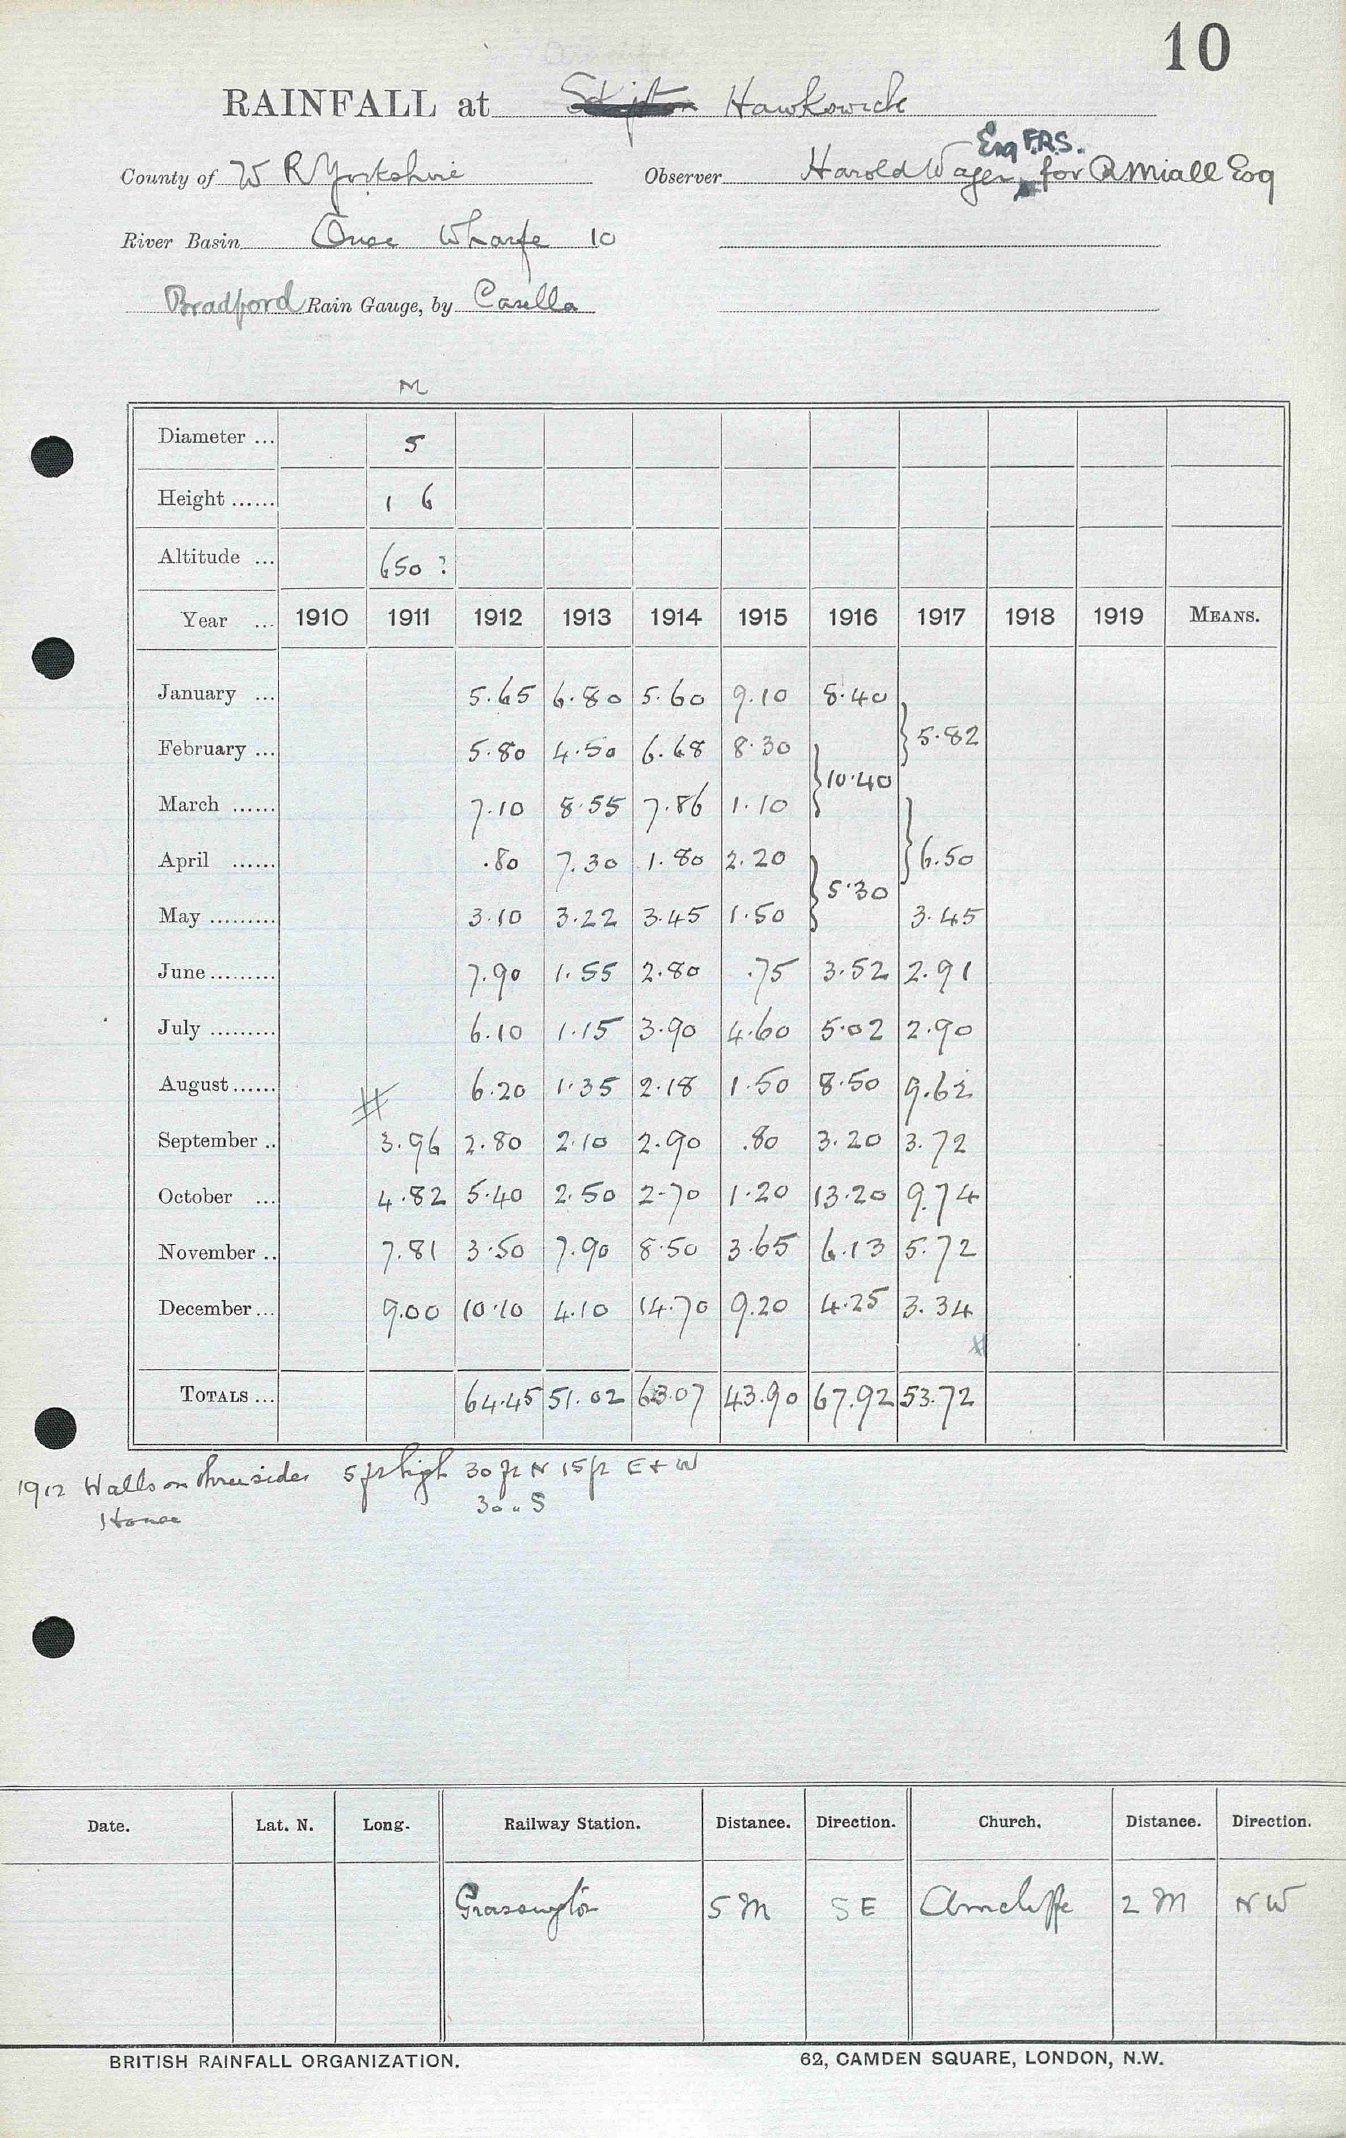 10
RAINFALL at Hawkswick
Esq F.R.S.
County of W R Yorkshire Observer Harold Wager for R Miall Esq
River Basin Ouse Wharfe 10
Bradford Rain Gauge, by Casella
M
Diameter ... 5
Height ...... 1 6
Altitude ... 650 ?
Year ... 1910 1911 1912 1913 1914 1915 1916 1917 1918 1919 MEANS.
January ... 5.65 6.80 5.60 9.10 8.40
5.82
February ... 5.80 4.50 6.68 8.30
10.40
March ...... 7.10 8.55 7.86 1.10
April ...... .80 7.30 1.80 2.20 6.50
5.30
May ......... 3.10 3.22 3.45 1.50 3.45
June ......... 7.90 1.55 2.80 .75 3.52 2.91
July ......... 6.10 1.15 3.90 4.60 5.02 2.90
August ...... 6.20 1.35 2.18 1.50 8.50 9.62
September .. 3.96 2.80 2.10 2.90 .80 3.20 3.72
October ... 4.82 5.40 2.50 2.70 1.20 13.20 9.74
November .. 7.81 3.50 7.90 8.50 3.65 6.13 5.72
December ... 9.00 10.10 4.10 14.70 9.20 4.25 3.34
TOTALS ... 64.45 51.02 63.07 43.90 67.92 53.72
1912 Walls on three sides 5 ft high 30 ft N 15 ft E + W
House 30 " S
Date. Lat. N. Long. Railway Station. Distance. Direction. Church. Distance. Direction.
Grassington 5 M SE Arncliffe 2 M NW
BRITISH RAINFALL ORGANIZATION. 62, CAMDEN SQUARE, LONDON, N.W.